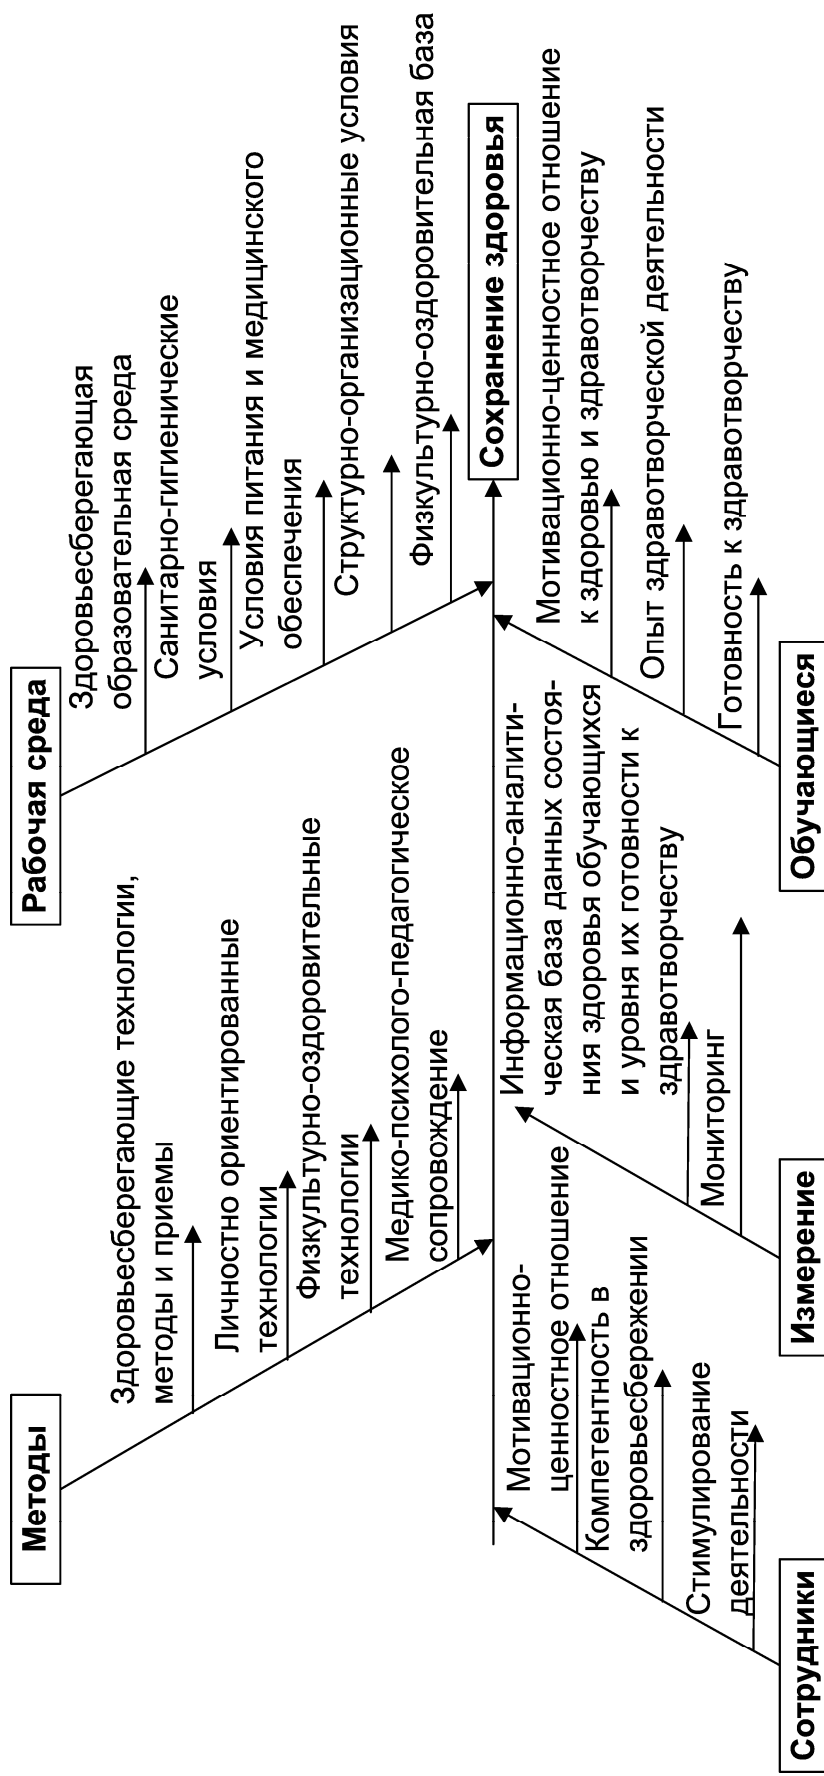 Методы
Здоровьесберегающие технологии,
методы и приемы
Личностно ориентированные
технологии
Физкультурно-оздоровительные
технологии
Медико-психолого-педагогическое
сопровождение
Рабочая среда
Здоровьесберегающая
образовательная среда
Санитарно-гигиенические
условия
Условия питания и медицинского
обеспечения
Структурно-организационные условия
Физкультурно-оздоровительная база
Сохранение здоровья
Мотивационно-
ценностное отношение
Компетентность в
здоровьесбережении
Стимулирование
деятельности
Сотрудники
Информационно-аналити-
ческая база данных состоя-
ния здоровья обучающихся
и уровня их готовности к
здравотворчеству
Мониторинг
Измерение
Мотивационно-ценностное отношение
к здоровью и здравотворчеству
Опыт здравотворческой деятельности
Готовность к здравотворчеству
Обучающиеся